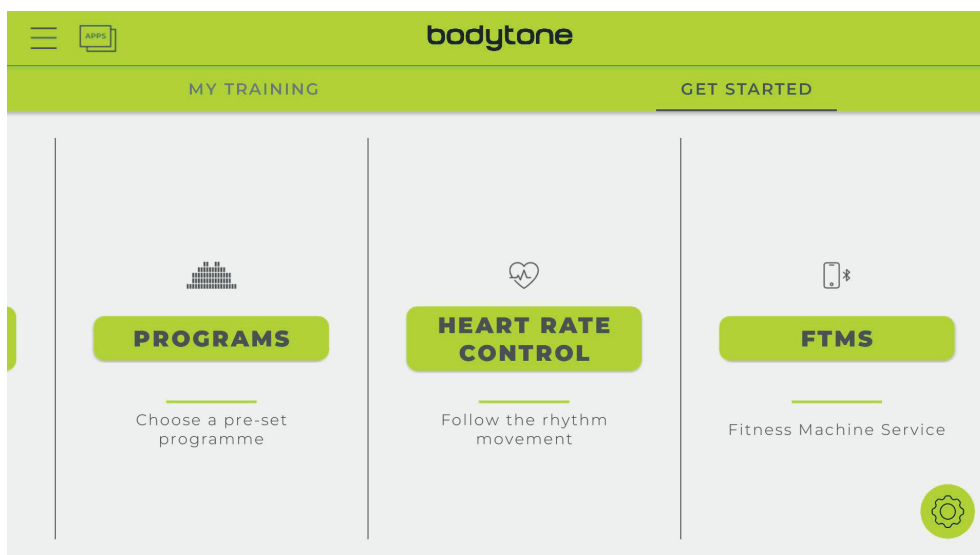 APPS
bodytone
MY TRAINING
GET STARTED
PROGRAMS
Choose a pre-set
programme
HEART RATE
CONTROL
Follow the rhythm
movement
FTMS
Fitness Machine Service